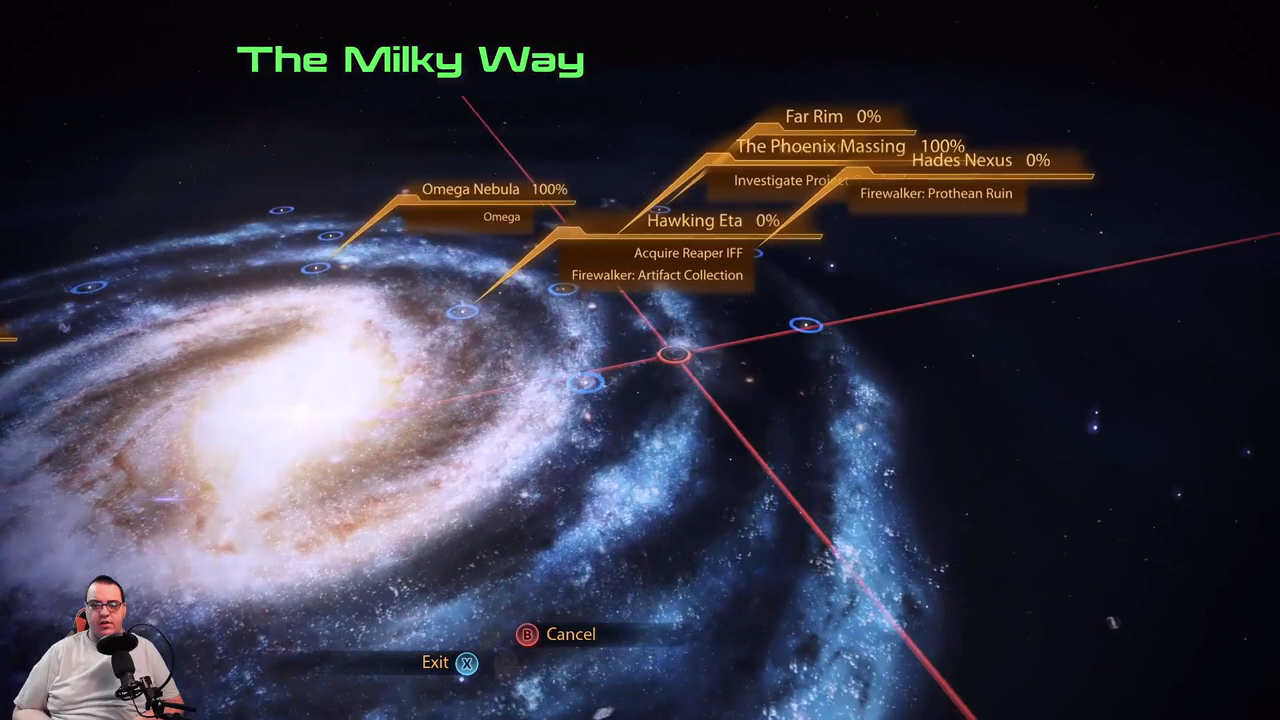 The Milky Way
Far Rim 0%
The Phoenix Massing 100%
Hades Nexus 0%
Investigate Project
Firewalker: Prothean Ruin
Omega Nebula 100%
Omega
Hawking Eta 0%
Acquire Reaper IFF
Firewalker: Artifact Collection
B Cancel
Exit X